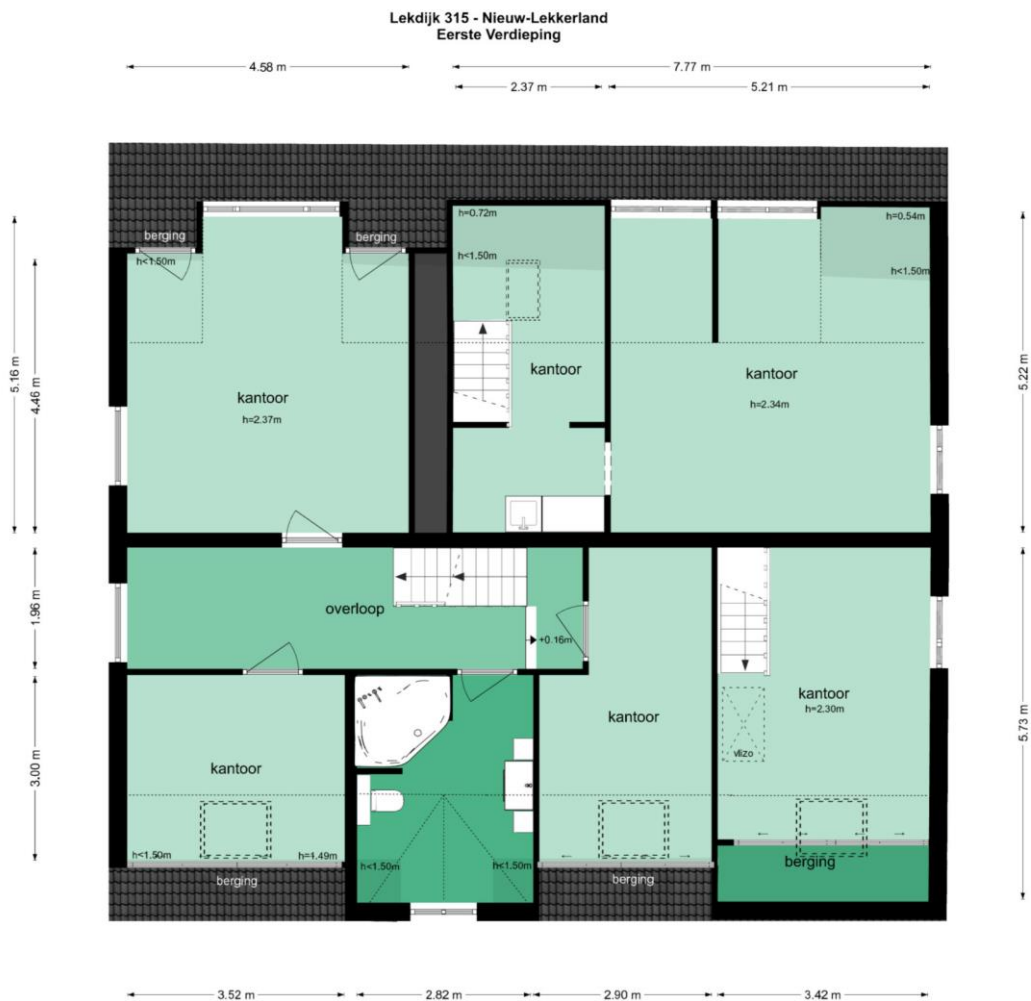 Lekdijk 315 - Nieuw-Lekkerland
Eerste Verdieping
4.58 m
7.77 m
2.37 m
5.21 m
berging
berging
h<1.50m
h=0.72m
h<1.50m
h=0.54m
h<1.50m
5.16 m
4.46 m
5.22 m
kantoor
h=2.37m
kantoor
kantoor
h=2.34m
1.96 m
overloop
+0.16m
kantoor
kantoor
h=2.30m
vlizo
5.73 m
3.00 m
kantoor
h<1.50m
h=1.49m
h<1.50m
h<1.50m
berging
berging
berging
3.52 m
2.82 m
2.90 m
3.42 m